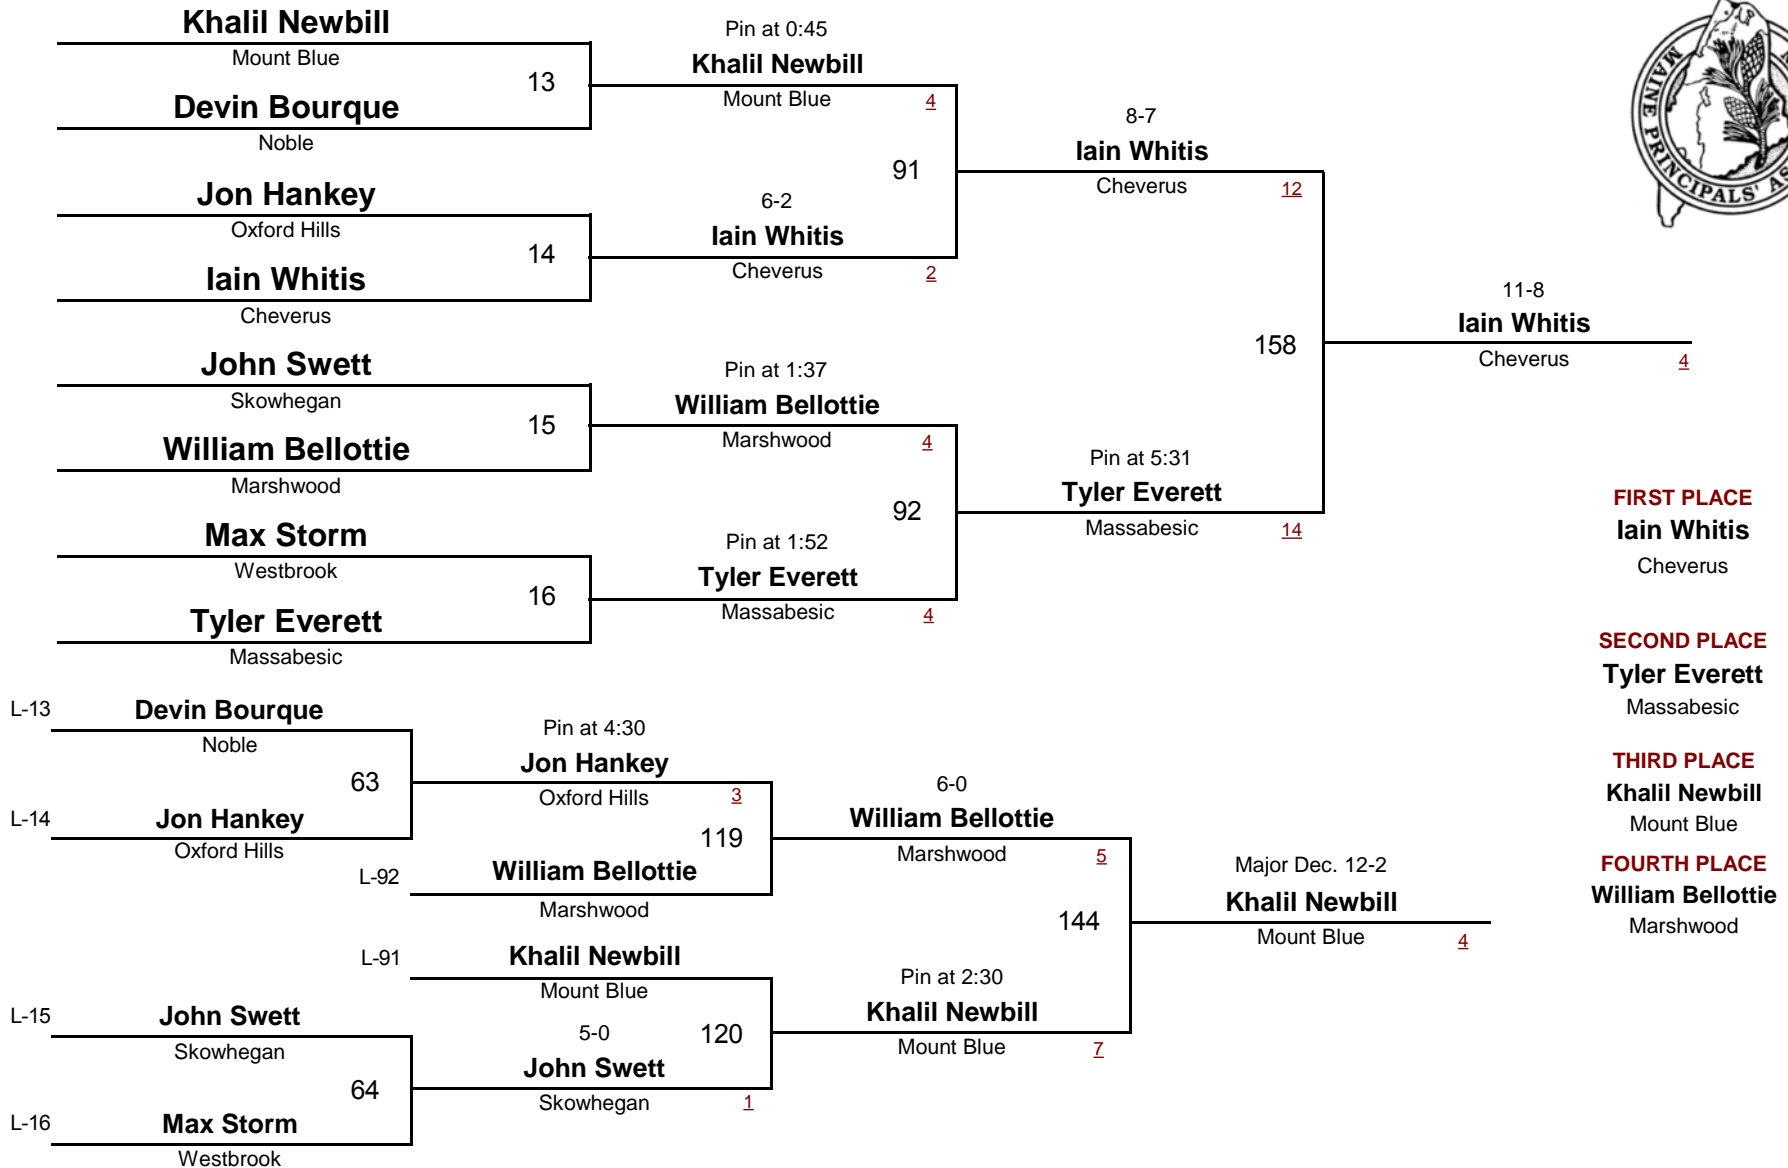 Khalil Newbill
Mount Blue
13
Devin Bourque
Noble
Jon Hankey
Oxford Hills
14
Iain Whitis
Cheverus
John Swett
Skowhegan
15
William Bellottie
Marshwood
Max Storm
Westbrook
16
Tyler Everett
Massabesic
Pin at 0:45
Khalil Newbill
Mount Blue 4
91
6-2
Iain Whitis
Cheverus 2
Pin at 1:37
William Bellottie
Marshwood 4
92
Pin at 1:52
Tyler Everett
Massabesic 4
8-7
Iain Whitis
Cheverus 12
158
Pin at 5:31
Tyler Everett
Massabesic 14
11-8
Iain Whitis
Cheverus 4
MAINE PRINCIPALS' AS
FIRST PLACE
Iain Whitis
Cheverus
SECOND PLACE
Tyler Everett
Massabesic
THIRD PLACE
Khalil Newbill
Mount Blue
FOURTH PLACE
William Bellottie
Marshwood
L-13 Devin Bourque
Noble
63
L-14 Jon Hankey
Oxford Hills
Pin at 4:30
Jon Hankey
Oxford Hills 3
119
L-92 William Bellottie
Marshwood
L-91 Khalil Newbill
Mount Blue
L-15 John Swett
Skowhegan
64
L-16 Max Storm
Westbrook
5-0 120
John Swett
Skowhegan 1
6-0
William Bellottie
Marshwood 5
144
Pin at 2:30
Khalil Newbill
Mount Blue 7
Major Dec. 12-2
Khalil Newbill
Mount Blue 4